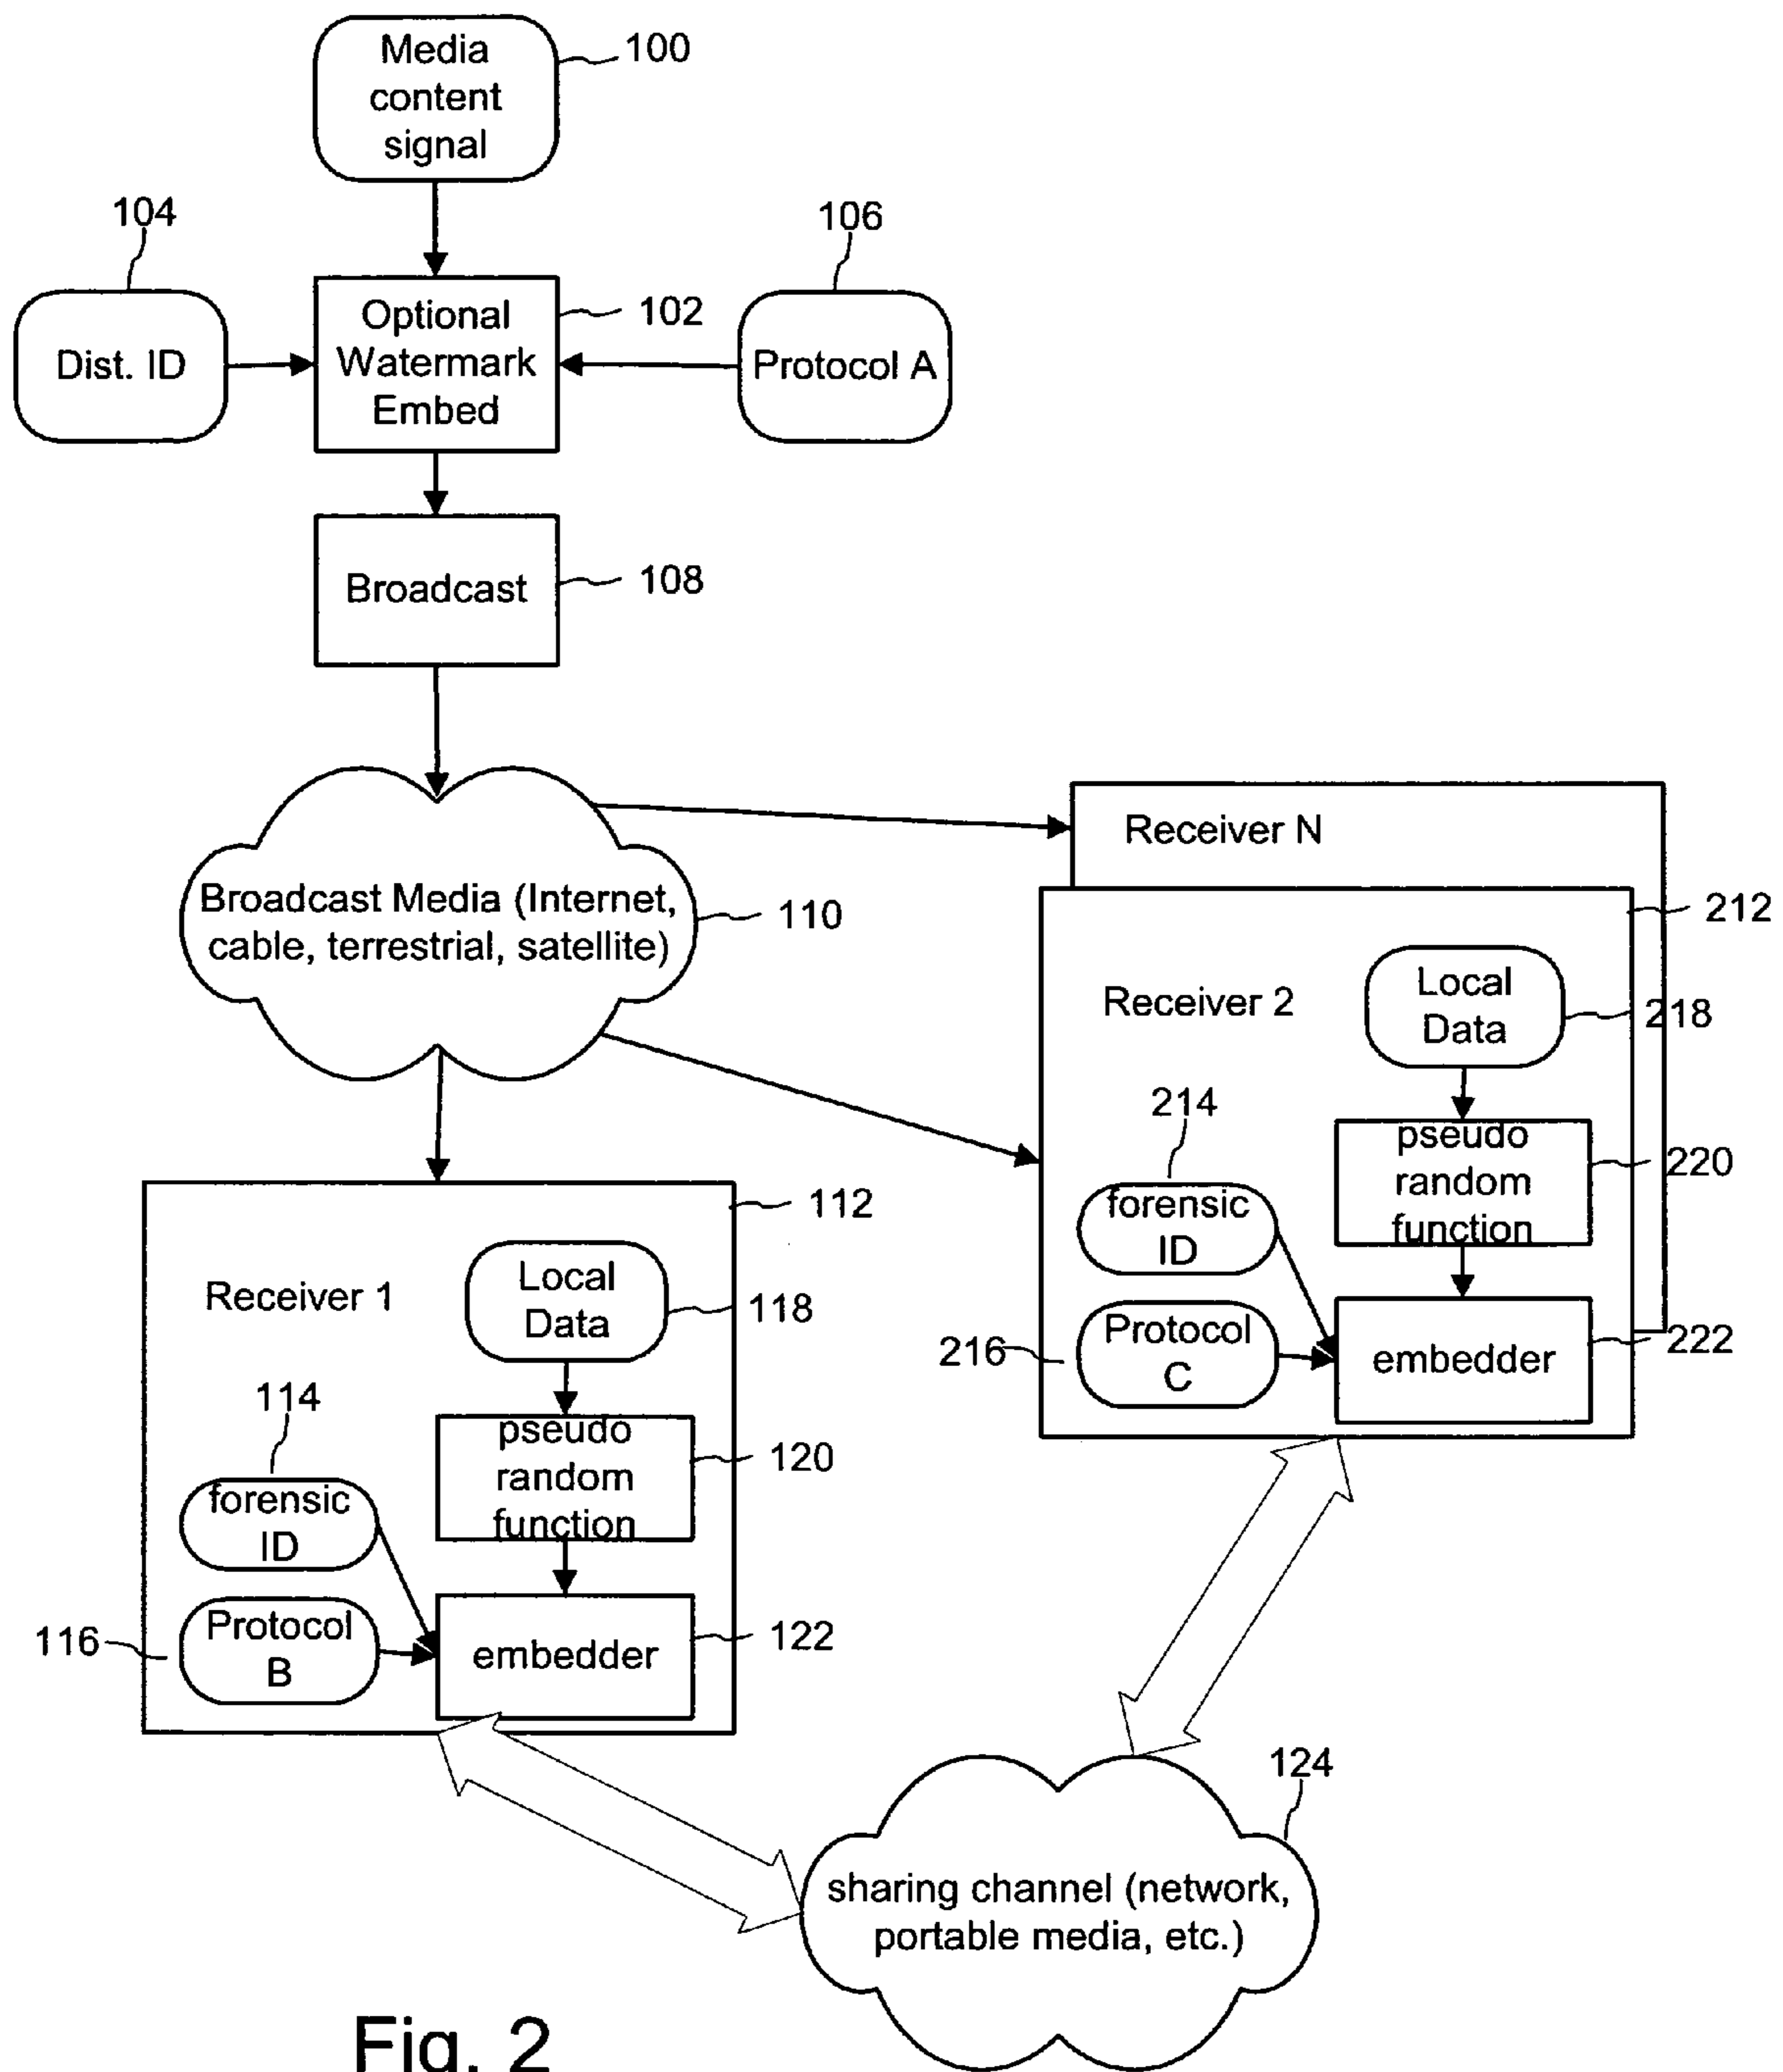 Media
content
signal
100
104
106
Dist. ID
Optional
Watermark
Embed
102
Protocol A
Broadcast
108
Broadcast Media (Internet,
cable, terrestrial, satellite)
110
Receiver N
212
Receiver 2
Local
Data
218
214
pseudo
random
function
220
forensic
ID
216
Protocol
C
embedder
222
112
Receiver 1
Local
Data
118
114
pseudo
random
function
120
forensic
ID
116
Protocol
B
embedder
122
124
sharing channel (network,
portable media, etc.)
Fig. 2